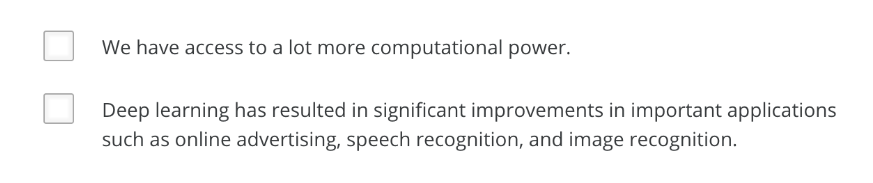 We have access to a lot more computational power.
Deep learning has resulted in significant improvements in important applications
such as online advertising, speech recognition, and image recognition.